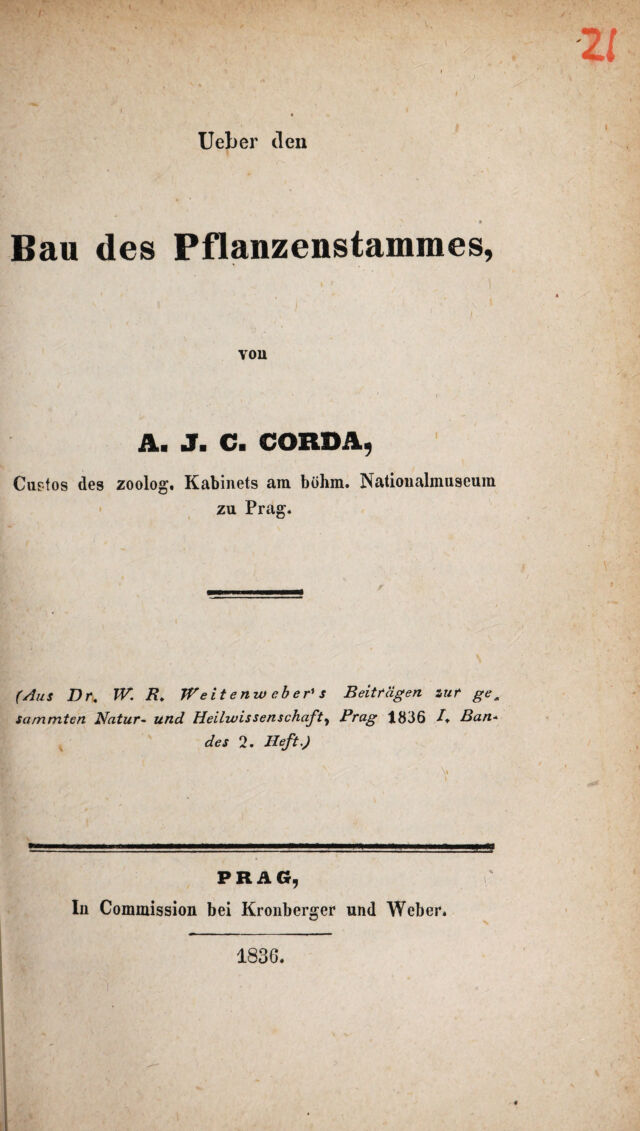 21
Ueber den
Bau des Pflanzenstammes,
von
A. J. C. CORDA,
Custos des zoolog. Kabinets am böhm. Nationalmuseum
zu Prag.
(Aus Dr. W. R. Weitenweber's Beiträgen zur ge-
sammten Natur- und Heilwissenschaft, Prag 1836 I. Ban-
des 2. Heft.)
PRAG,
In Commission bei Kronberger und Weber.
1836.